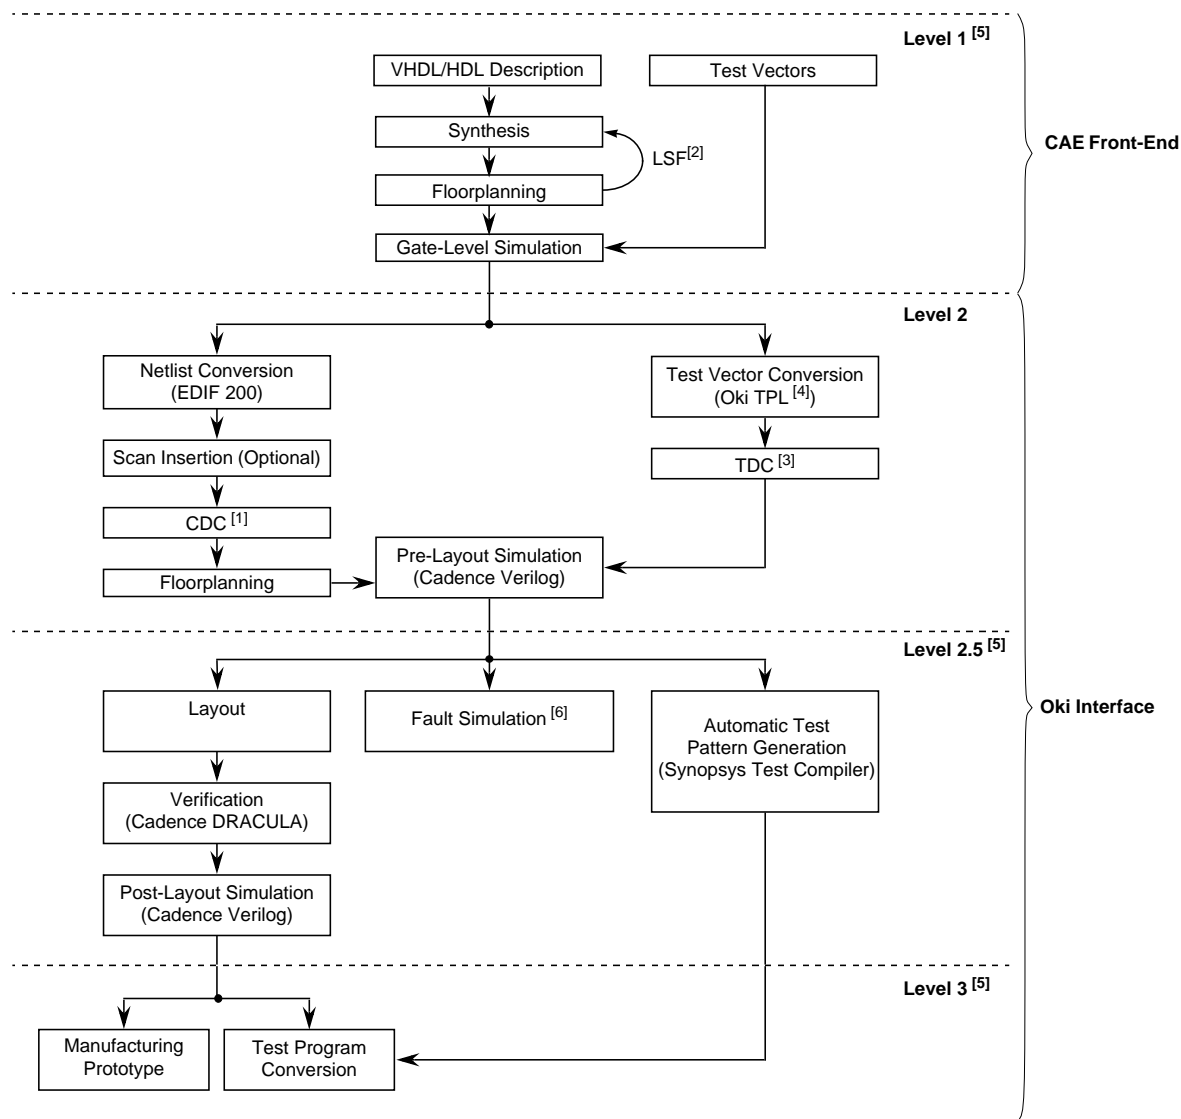 Level 1 [5]
VHDL/HDL Description
Test Vectors
Synthesis
LSF[2]
CAE Front-End
Floorplanning
Gate-Level Simulation
Level 2
Netlist Conversion
(EDIF 200)
Test Vector Conversion
(Oki TPL [4])
Scan Insertion (Optional)
TDC [3]
CDC [1]
Pre-Layout Simulation
(Cadence Verilog)
Floorplanning
Level 2.5 [5]
Layout
Fault Simulation [6]
Automatic Test
Pattern Generation
(Synopsys Test Compiler)
Oki Interface
Verification
(Cadence DRACULA)
Post-Layout Simulation
(Cadence Verilog)
Level 3 [5]
Manufacturing
Prototype
Test Program
Conversion